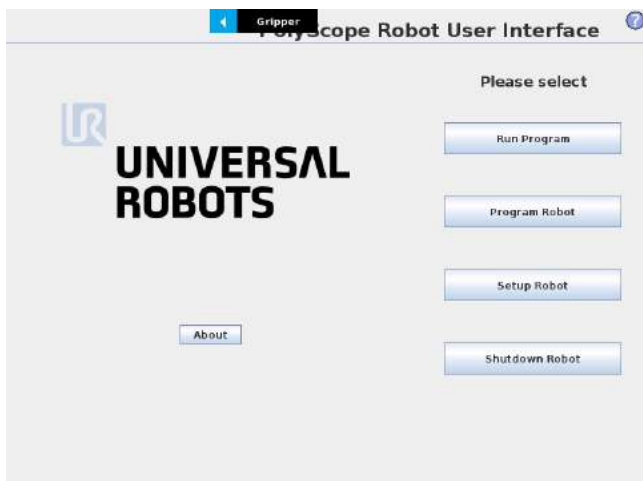 Gripper
PolyScope Robot User Interface
Please select
UNIVERSAL
ROBOTS
Run Program
Program Robot
Setup Robot
About
Shutdown Robot